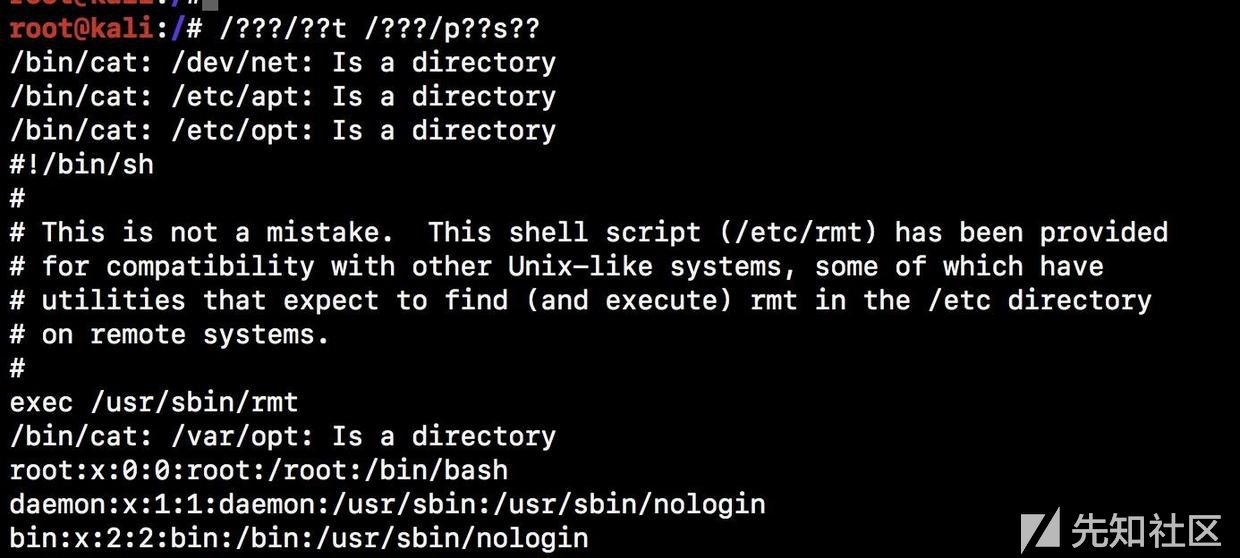 root@kali:/#
root@kali:/# /???/??t /???/p??s??
/bin/cat: /dev/net: Is a directory
/bin/cat: /etc/apt: Is a directory
/bin/cat: /etc/opt: Is a directory
#!/bin/sh
#
# This is not a mistake.  This shell script (/etc/rmt) has been provided
# for compatibility with other Unix-like systems, some of which have
# utilities that expect to find (and execute) rmt in the /etc directory
# on remote systems.
#
exec /usr/sbin/rmt
/bin/cat: /var/opt: Is a directory
root:x:0:0:root:/root:/bin/bash
daemon:x:1:1:daemon:/usr/sbin:/usr/sbin/nologin
bin:x:2:2:bin:/bin:/usr/sbin/nologin
先知社区